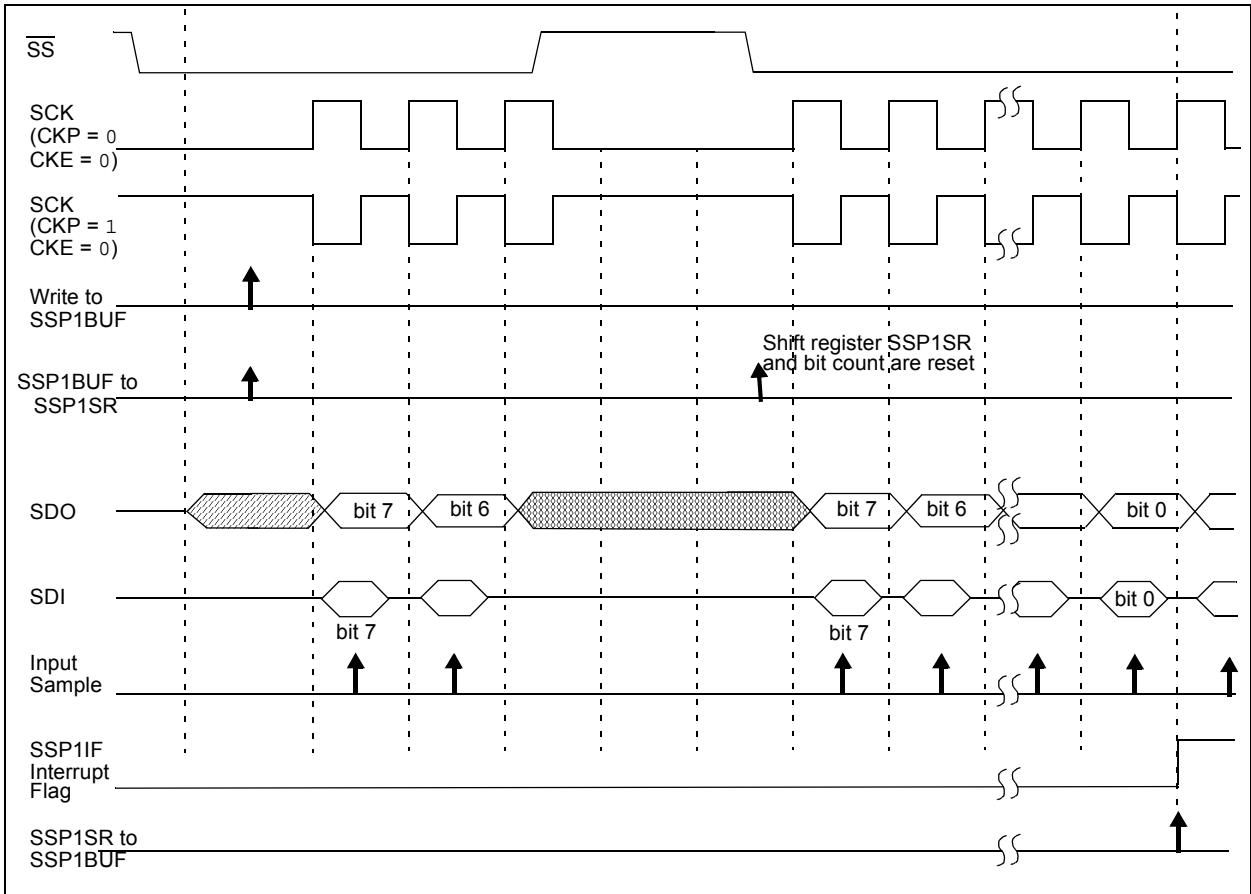 SS
SCK
(CKP = 0
CKE = 0)
SCK
(CKP = 1
CKE = 0)
Write to
SSP1BUF
Shift register SSP1SR
and bit count are reset
SSP1BUF to
SSP1SR
SDO
bit 7
bit 6
bit 7
bit 6
bit 0
SDI
bit 0
bit 7
bit 7
Input
Sample
SSP1IF
Interrupt
Flag
SSP1SR to
SSP1BUF